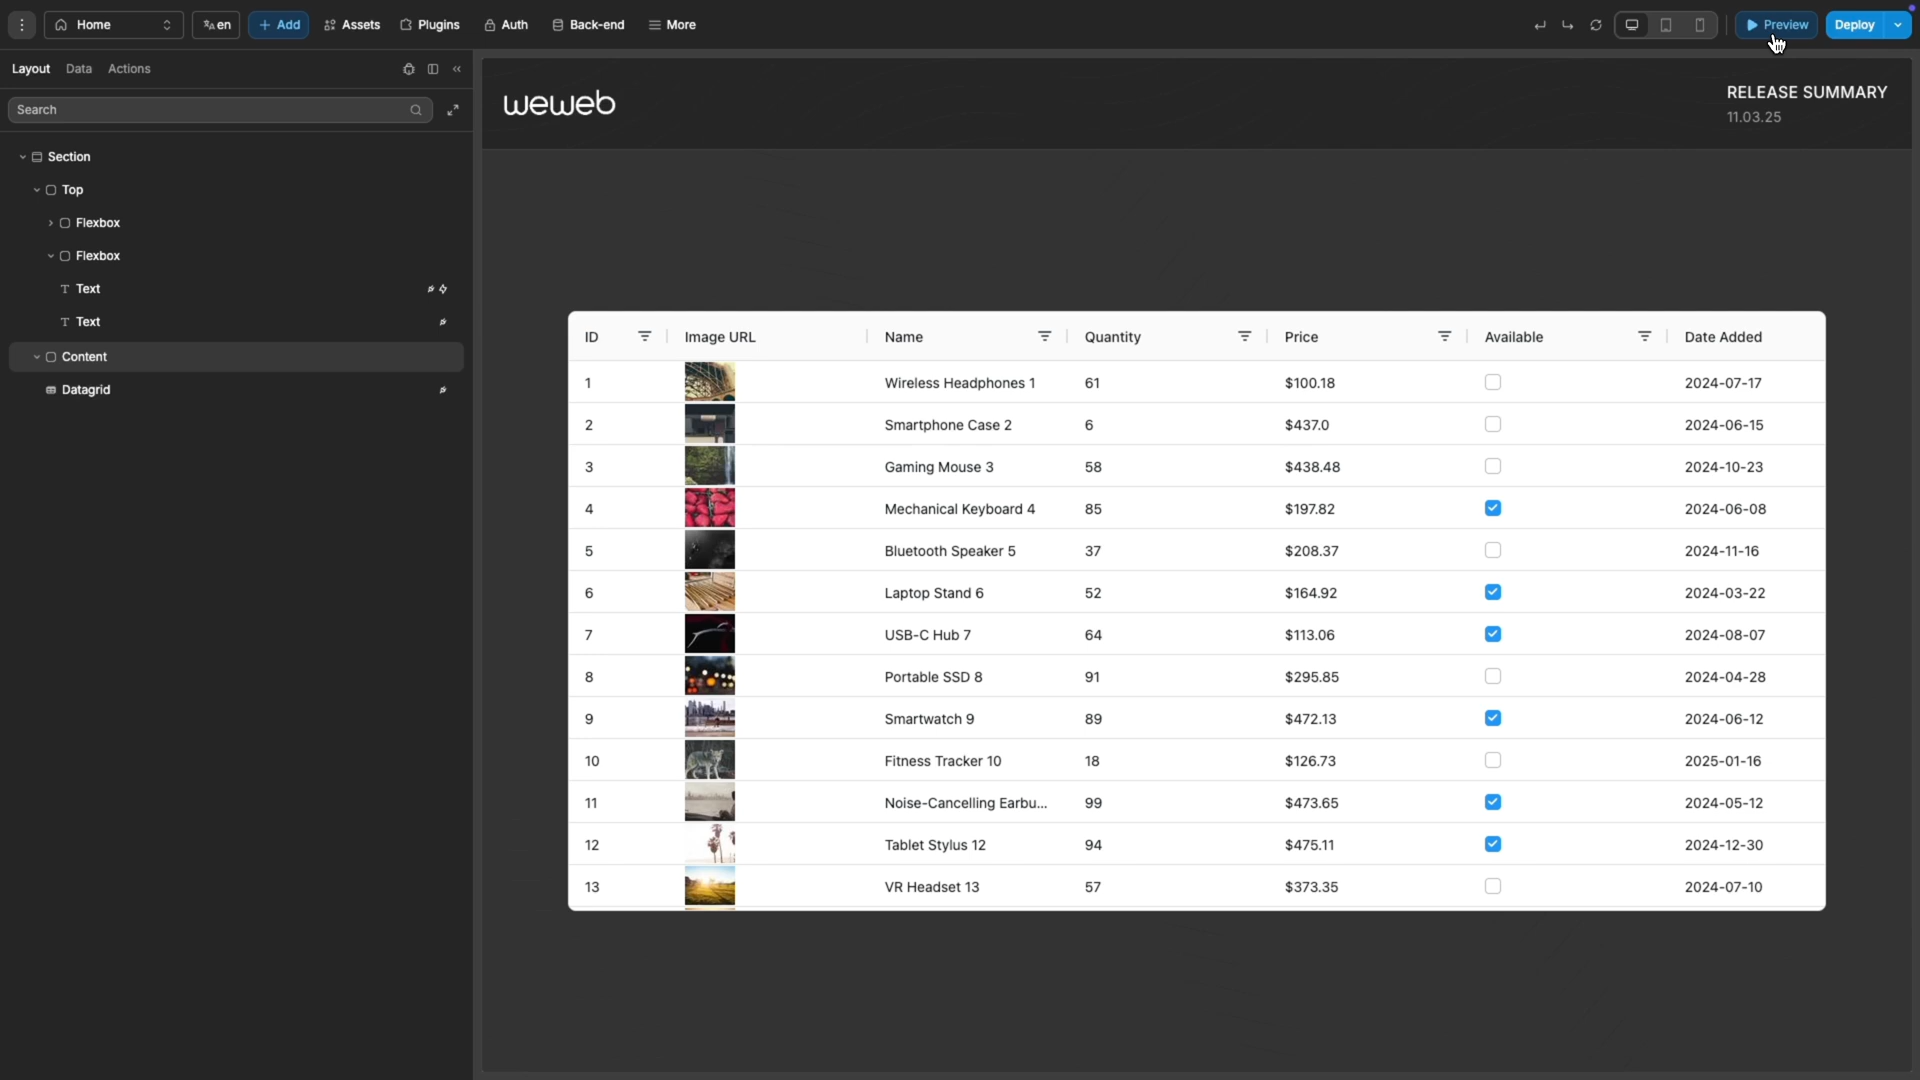 Home en Add Assets Plugins Auth Back-end More Preview Deploy
Layout Data Actions
Search
Section
Top
Flexbox
Flexbox
Text
Text
Content
Datagrid
weweb
RELEASE SUMMARY
11.03.25
ID Image URL Name Quantity Price Available Date Added
1 Wireless Headphones 1 61 $100.18 2024-07-17
2 Smartphone Case 2 6 $437.0 2024-06-15
3 Gaming Mouse 3 58 $438.48 2024-10-23
4 Mechanical Keyboard 4 85 $197.82 2024-06-08
5 Bluetooth Speaker 5 37 $208.37 2024-11-16
6 Laptop Stand 6 52 $164.92 2024-03-22
7 USB-C Hub 7 64 $113.06 2024-08-07
8 Portable SSD 8 91 $295.85 2024-04-28
9 Smartwatch 9 89 $472.13 2024-06-12
10 Fitness Tracker 10 18 $126.73 2025-01-16
11 Noise-Cancelling Earbu... 99 $473.65 2024-05-12
12 Tablet Stylus 12 94 $475.11 2024-12-30
13 VR Headset 13 57 $373.35 2024-07-10